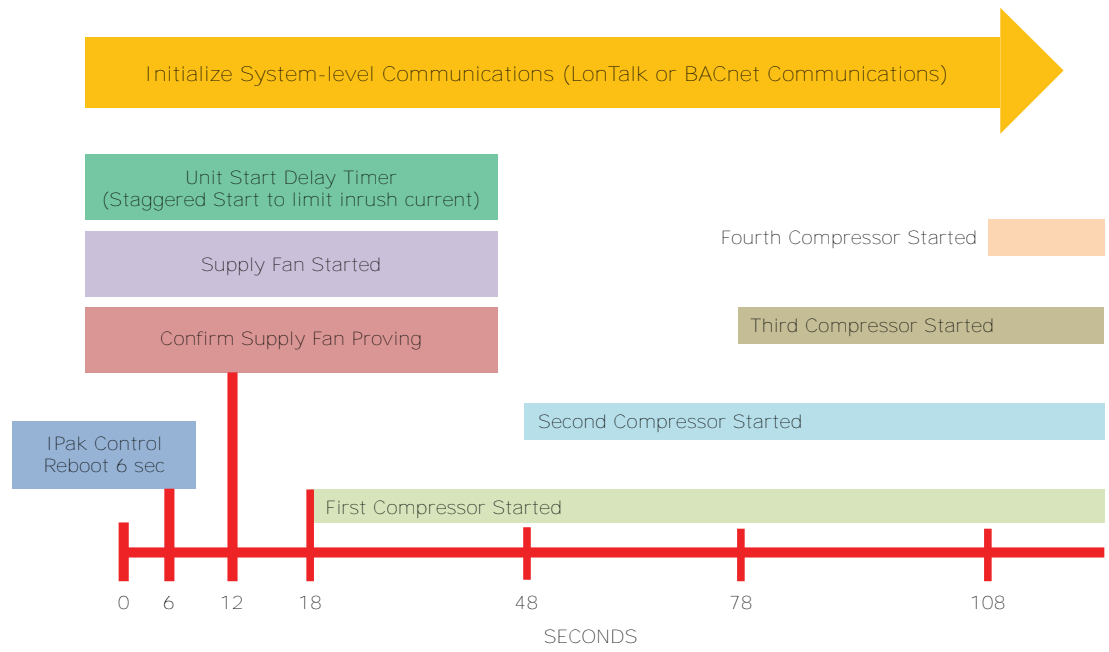 Initialize System-level Communications (LonTalk or BACnet Communications)
Unit Start Delay Timer
(Staggered Start to limit inrush current)
Supply Fan Started
Confirm Supply Fan Proving
Fourth Compressor Started
Third Compressor Started
Second Compressor Started
IPak Control
Reboot 6 sec
First Compressor Started
0 6 12 18 48 78 108
SECONDS